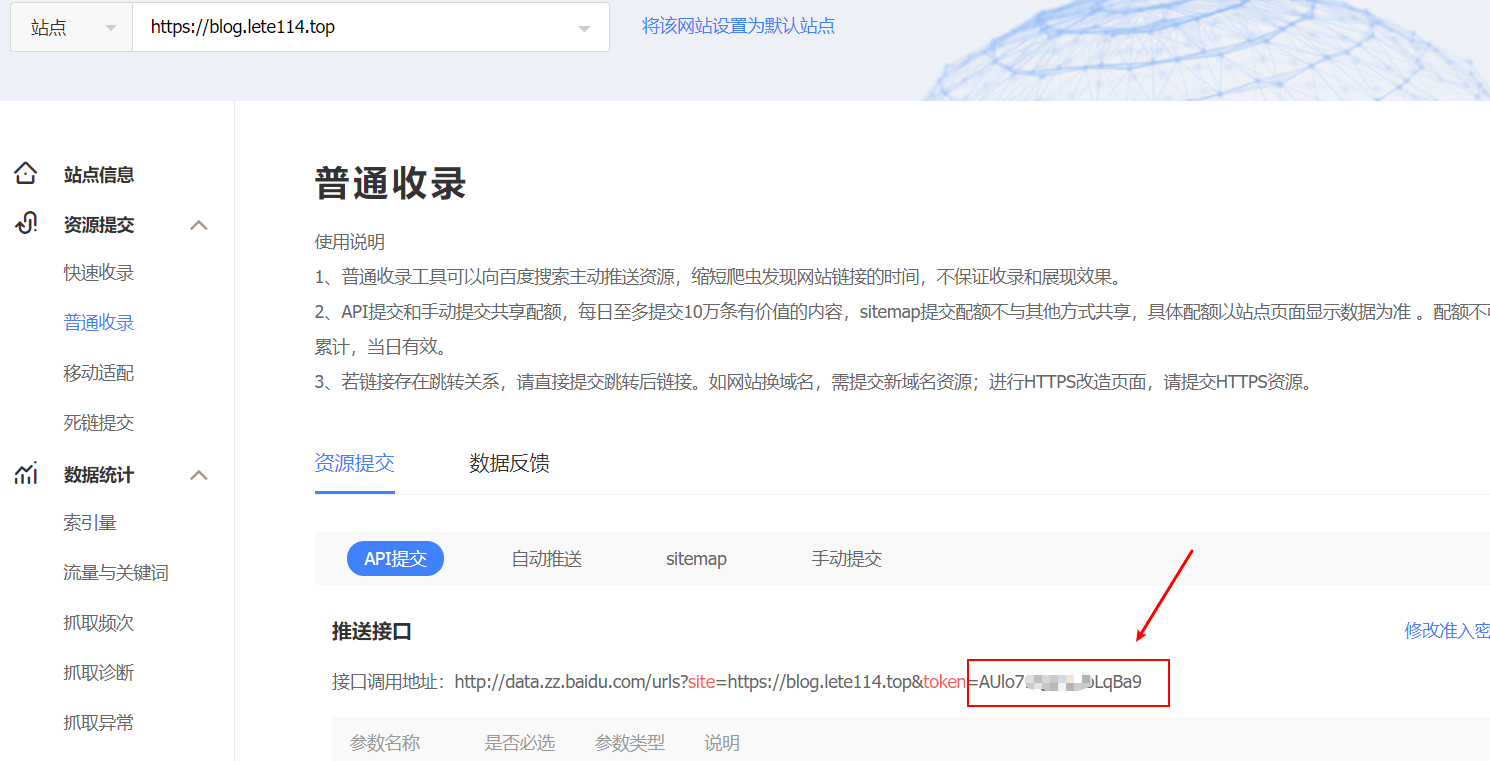 站点
https://blog.lete114.top
将该网站设置为默认站点
站点信息
资源提交
快速收录
普通收录
移动适配
死链提交
数据统计
索引量
流量与关键词
抓取频次
抓取诊断
抓取异常
普通收录
使用说明
1、普通收录工具可以向百度搜索主动推送资源，缩短爬虫发现网站链接的时间，不保证收录和展现效果。
2、API提交和手动提交共享配额，每日至多提交10万条有价值的内容，sitemap提交配额不与其他方式共享，具体配额以站点页面显示数据为准 。配额不
累计，当日有效。
3、若链接存在跳转关系，请直接提交跳转后链接。如网站换域名，需提交新域名资源；进行HTTPS改造页面，请提交HTTPS资源。
资源提交 数据反馈
API提交 自动推送 sitemap 手动提交
推送接口
修改准入密
接口调用地址：http://data.zz.baidu.com/urls?site=https://blog.lete114.top&token=
参数名称 是否必选 参数类型 说明